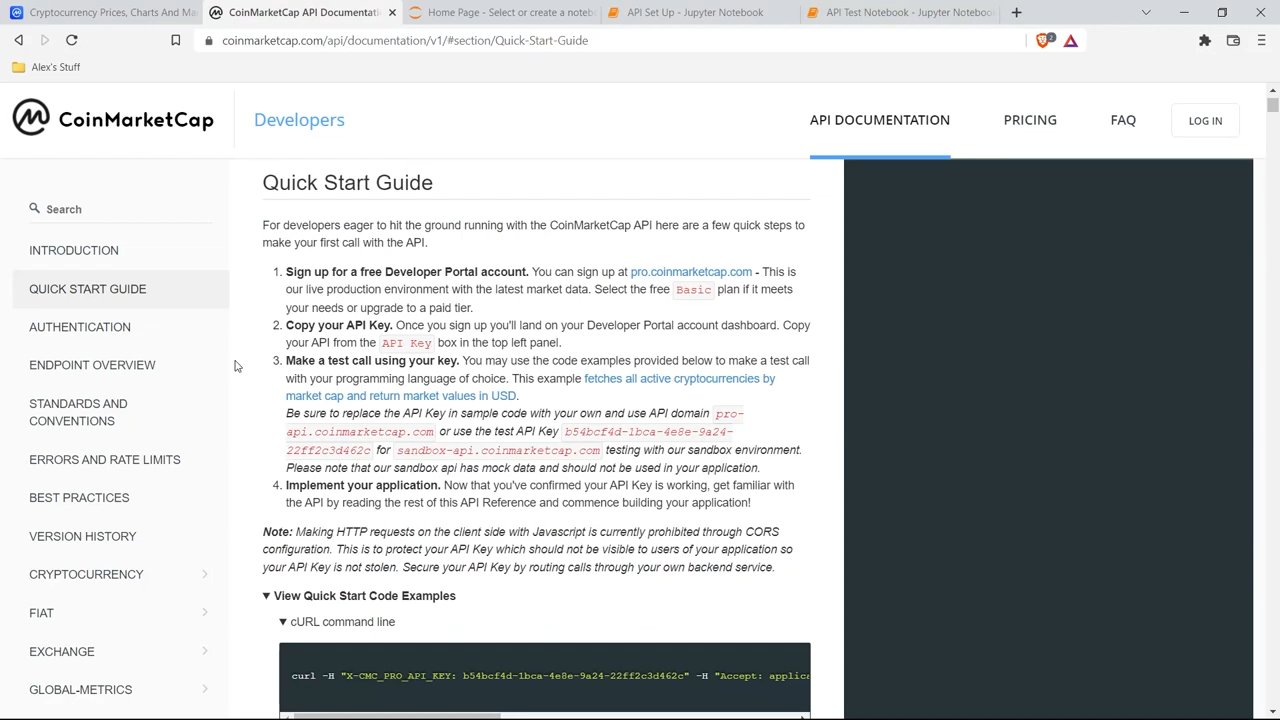 Cryptocurrency Prices, Charts And Mar
CoinMarketCap API Documentati
Home Page - Select or create a noteb
API Set Up - Jupyter Notebook
API Test Notebook - Jupyter Notebook
coinmarketcap.com/api/documentation/v1/#section/Quick-Start-Guide
2
Alex's Stuff
CoinMarketCap
Developers
API DOCUMENTATION
PRICING
FAQ
LOG IN
Search
INTRODUCTION
QUICK START GUIDE
AUTHENTICATION
ENDPOINT OVERVIEW
STANDARDS AND
CONVENTIONS
ERRORS AND RATE LIMITS
BEST PRACTICES
VERSION HISTORY
CRYPTOCURRENCY
FIAT
EXCHANGE
GLOBAL-METRICS
Quick Start Guide
For developers eager to hit the ground running with the CoinMarketCap API here are a few quick steps to
make your first call with the API.
1. Sign up for a free Developer Portal account. You can sign up at pro.coinmarketcap.com - This is
our live production environment with the latest market data. Select the free Basic plan if it meets
your needs or upgrade to a paid tier.
2. Copy your API Key. Once you sign up you'll land on your Developer Portal account dashboard. Copy
your API from the API Key box in the top left panel.
3. Make a test call using your key. You may use the code examples provided below to make a test call
with your programming language of choice. This example fetches all active cryptocurrencies by
market cap and return market values in USD.
Be sure to replace the API Key in sample code with your own and use API domain pro-
api.coinmarketcap.com or use the test API Key b54bcf4d-1bca-4e8e-9a24-
22ff2c3d462c for sandbox-api.coinmarketcap.com testing with our sandbox environment.
Please note that our sandbox api has mock data and should not be used in your application.
4. Implement your application. Now that you've confirmed your API Key is working, get familiar with
the API by reading the rest of this API Reference and commence building your application!
Note: Making HTTP requests on the client side with Javascript is currently prohibited through CORS
configuration. This is to protect your API Key which should not be visible to users of your application so
your API Key is not stolen. Secure your API Key by routing calls through your own backend service.
View Quick Start Code Examples
cURL command line
curl -H "X-CMC_PRO_API_KEY: b54bcf4d-1bca-4e8e-9a24-22ff2c3d462c" -H "Accept: applica